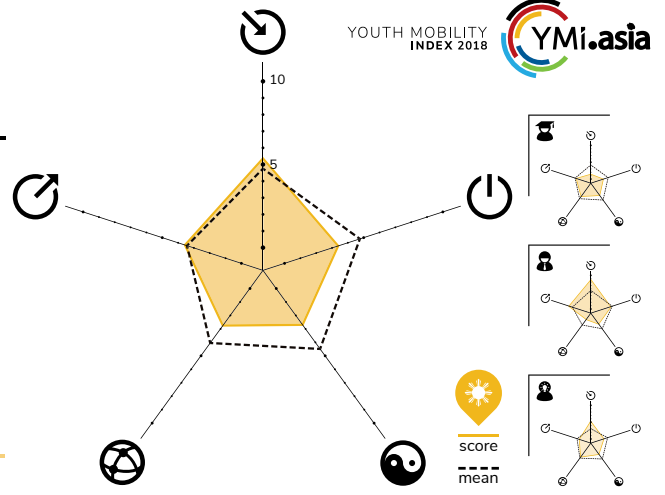 YOUTH MOBILITY
INDEX 2018
YMi.asia
10
5
score
mean